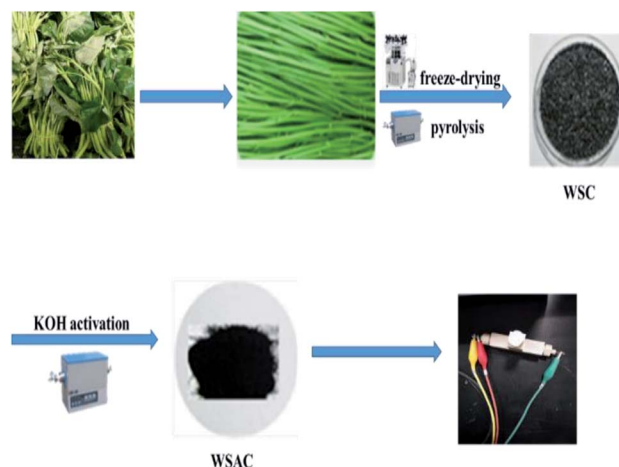 freeze-drying
pyrolysis
WSC
KOH activation
WSAC